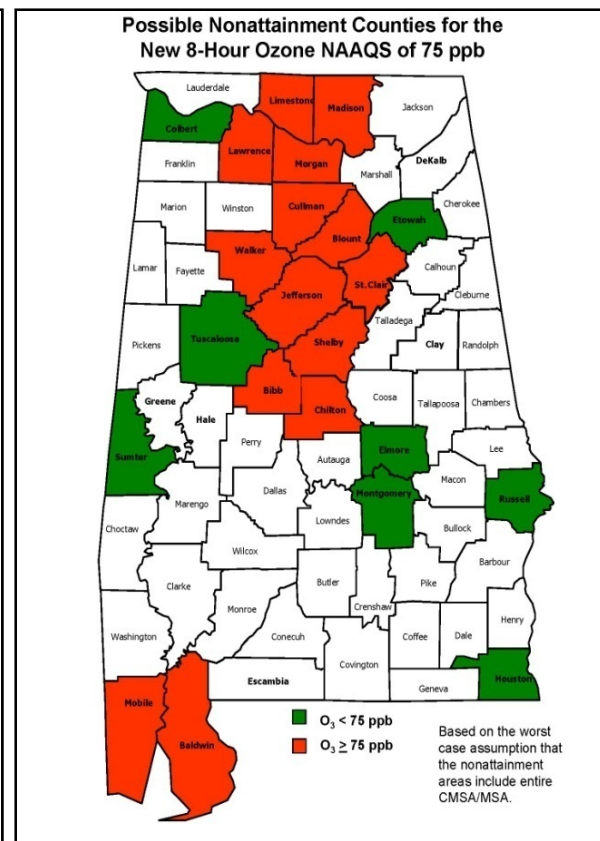 Possible Nonattainment Counties for the
New 8-Hour Ozone NAAQS of 75 ppb
Lauderdale
Limestone
Madison
Jackson
Colbert
Lawrence
Morgan
DeKalb
Franklin
Marshall
Marion
Winston
Cullman
Etowah
Cherokee
Blount
Walker
Lamar
Fayette
St.Clair
Calhoun
Jefferson
Cleburne
Talladega
Pickens
Tuacaloosa
Shelby
Clay
Randolph
Bibb
Greene
Hale
Chilton
Coosa
Tallapoosa
Chambers
Perry
Sumter
Autauga
Elmore
Lee
Macon
Dallas
Montgomery
Russell
Marengo
Choctaw
Lowndes
Bullock
Wilcox
Barbour
Clarke
Butler
Pike
Monroe
Crenshaw
Henry
Washington
Conecuh
Coffee
Dale
Covington
Escambia
Geneva
Houston
Mobile
Baldwin
O3 < 75 ppb
O3 ≥ 75 ppb
Based on the worst
case assumption that
the nonattainment
areas include entire
CMSA/MSA.